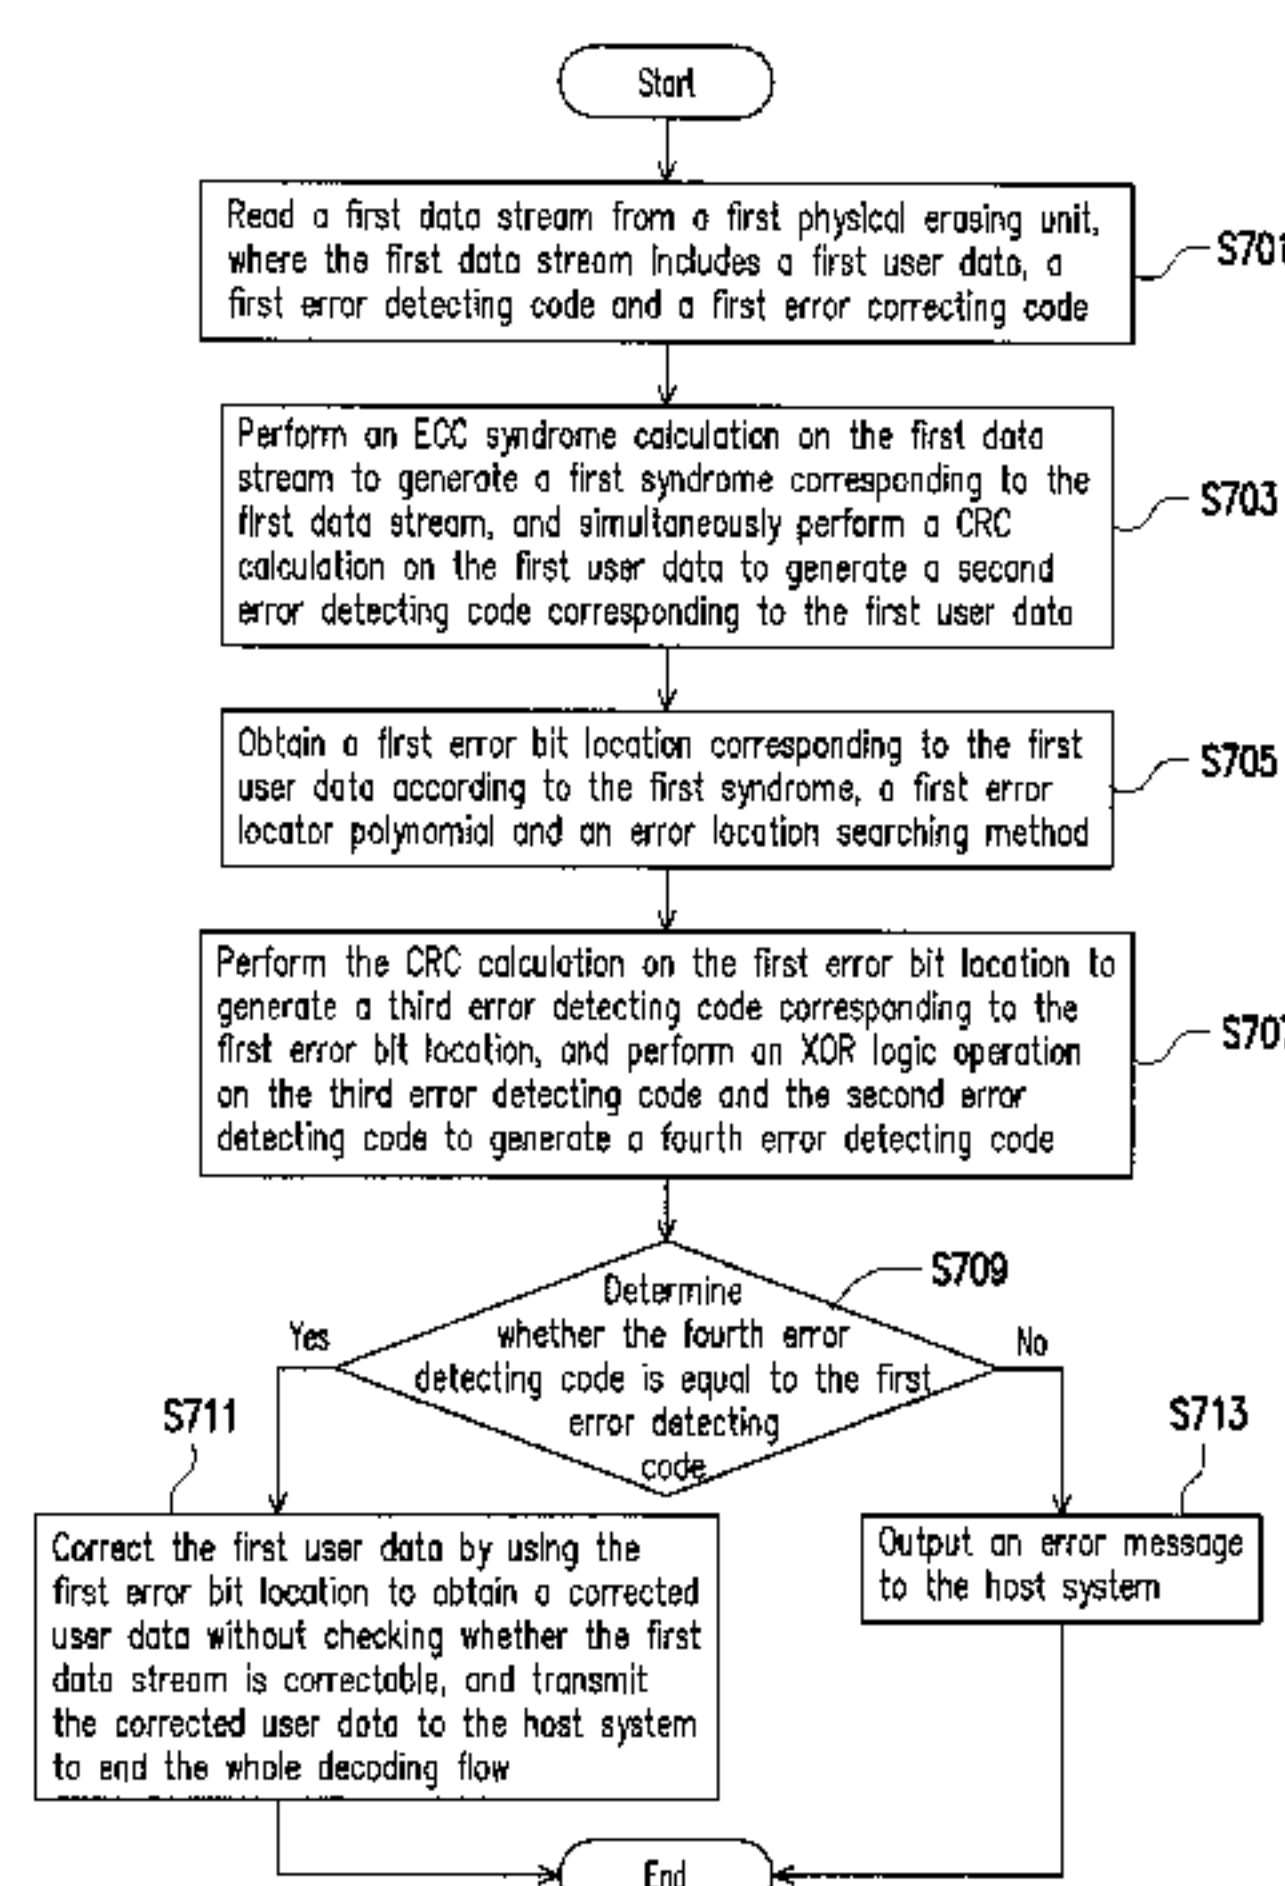 Start
Read a first data stream from a first physical erasing unit,
where the first data stream includes a first user data, a
first error detecting code and a first error correcting code
S701
Perform an ECC syndrome calculation on the first data
stream to generate a first syndrome corresponding to the
first data stream, and simultaneously perform a CRC
calculation on the first user data to generate a second
error detecting code corresponding to the first user data
S703
Obtain a first error bit location corresponding to the first
user data according to the first syndrome, a first error
locator polynomial and an error location searching method
S705
Perform the CRC calculation on the first error bit location to
generate a third error detecting code corresponding to the
first error bit location, and perform an XOR logic operation
on the third error detecting code and the second error
detecting code to generate a fourth error detecting code
S707
Determine
whether the fourth error
detecting code is equal to the first
error detecting
code
S709
Yes
No
S711
S713
Correct the first user data by using the
first error bit location to obtain a corrected
user data without checking whether the first
data stream is correctable, and transmit
the corrected user data to the host system
to end the whole decoding flow
Output an error message
to the host system
End